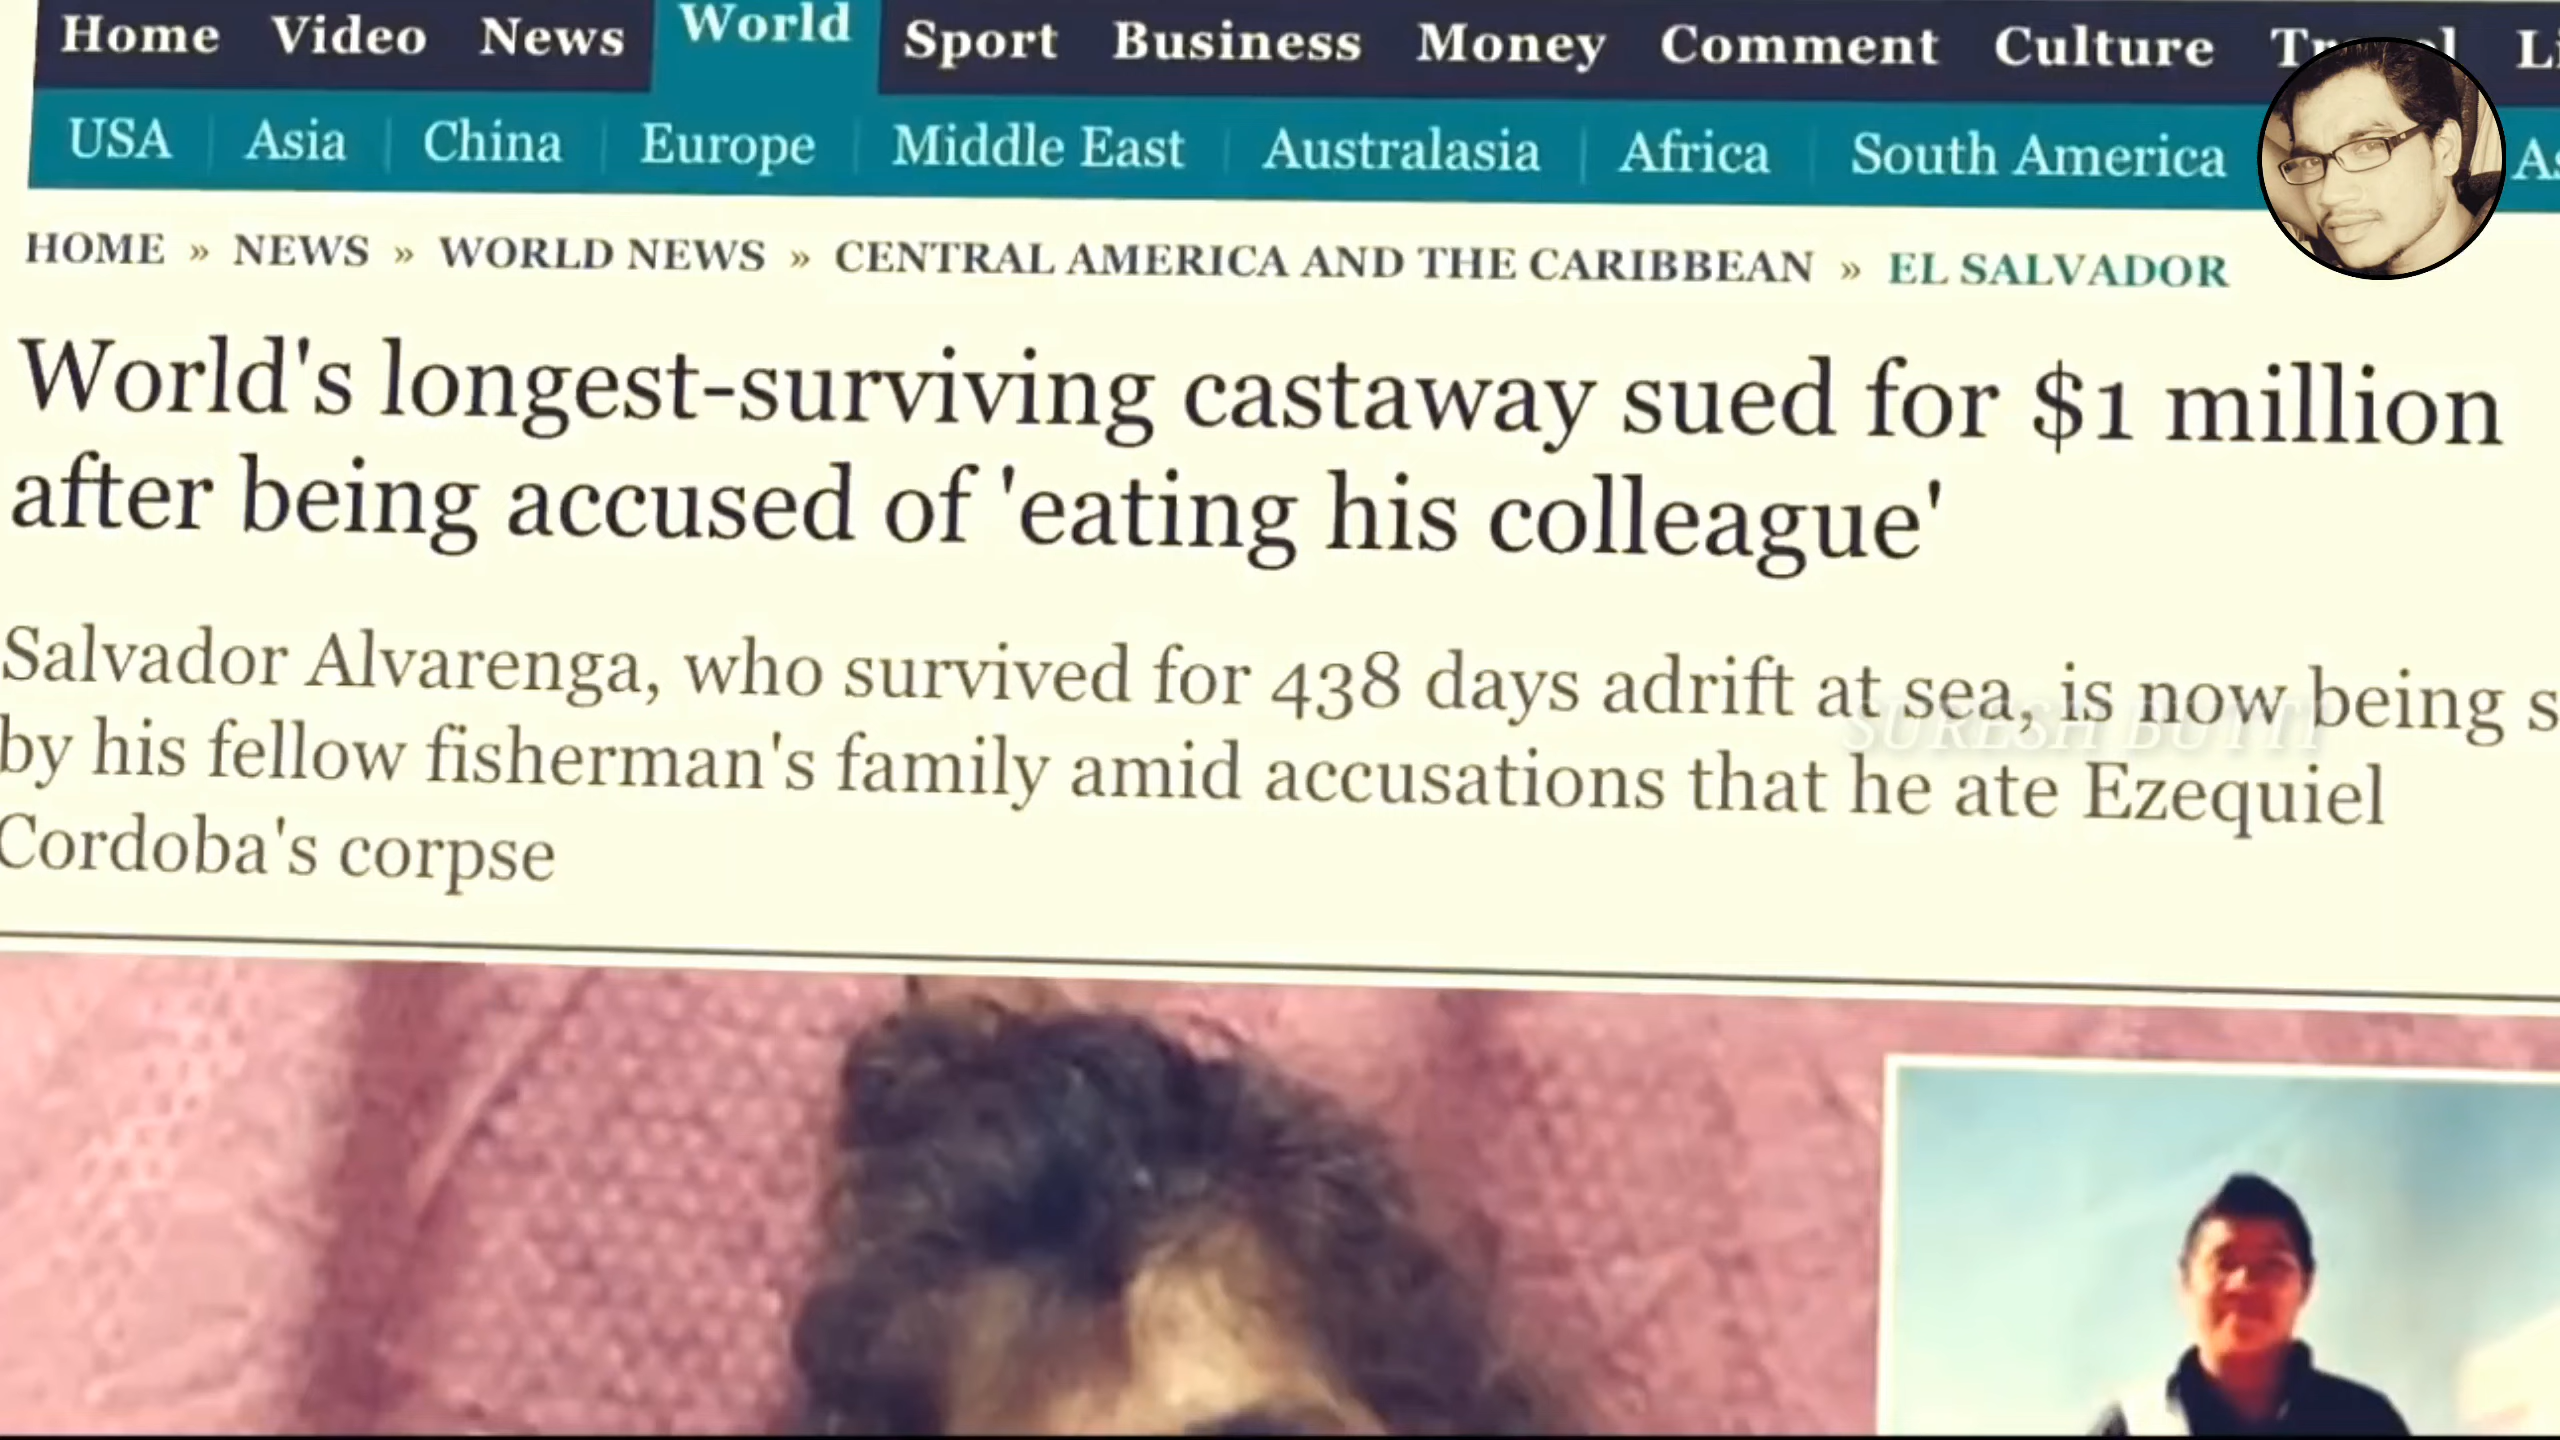 Home Video News World Sport Business Money Comment Culture
USA Asia China Europe Middle East Australasia Africa South America
HOME » NEWS » WORLD NEWS » CENTRAL AMERICA AND THE CARIBBEAN » EL SALVADOR
World's longest-surviving castaway sued for $1 million
after being accused of 'eating his colleague'
Salvador Alvarenga, who survived for 438 days adrift at sea, is now being s
SURESH BUTTI
by his fellow fisherman's family amid accusations that he ate Ezequiel
Cordoba's corpse